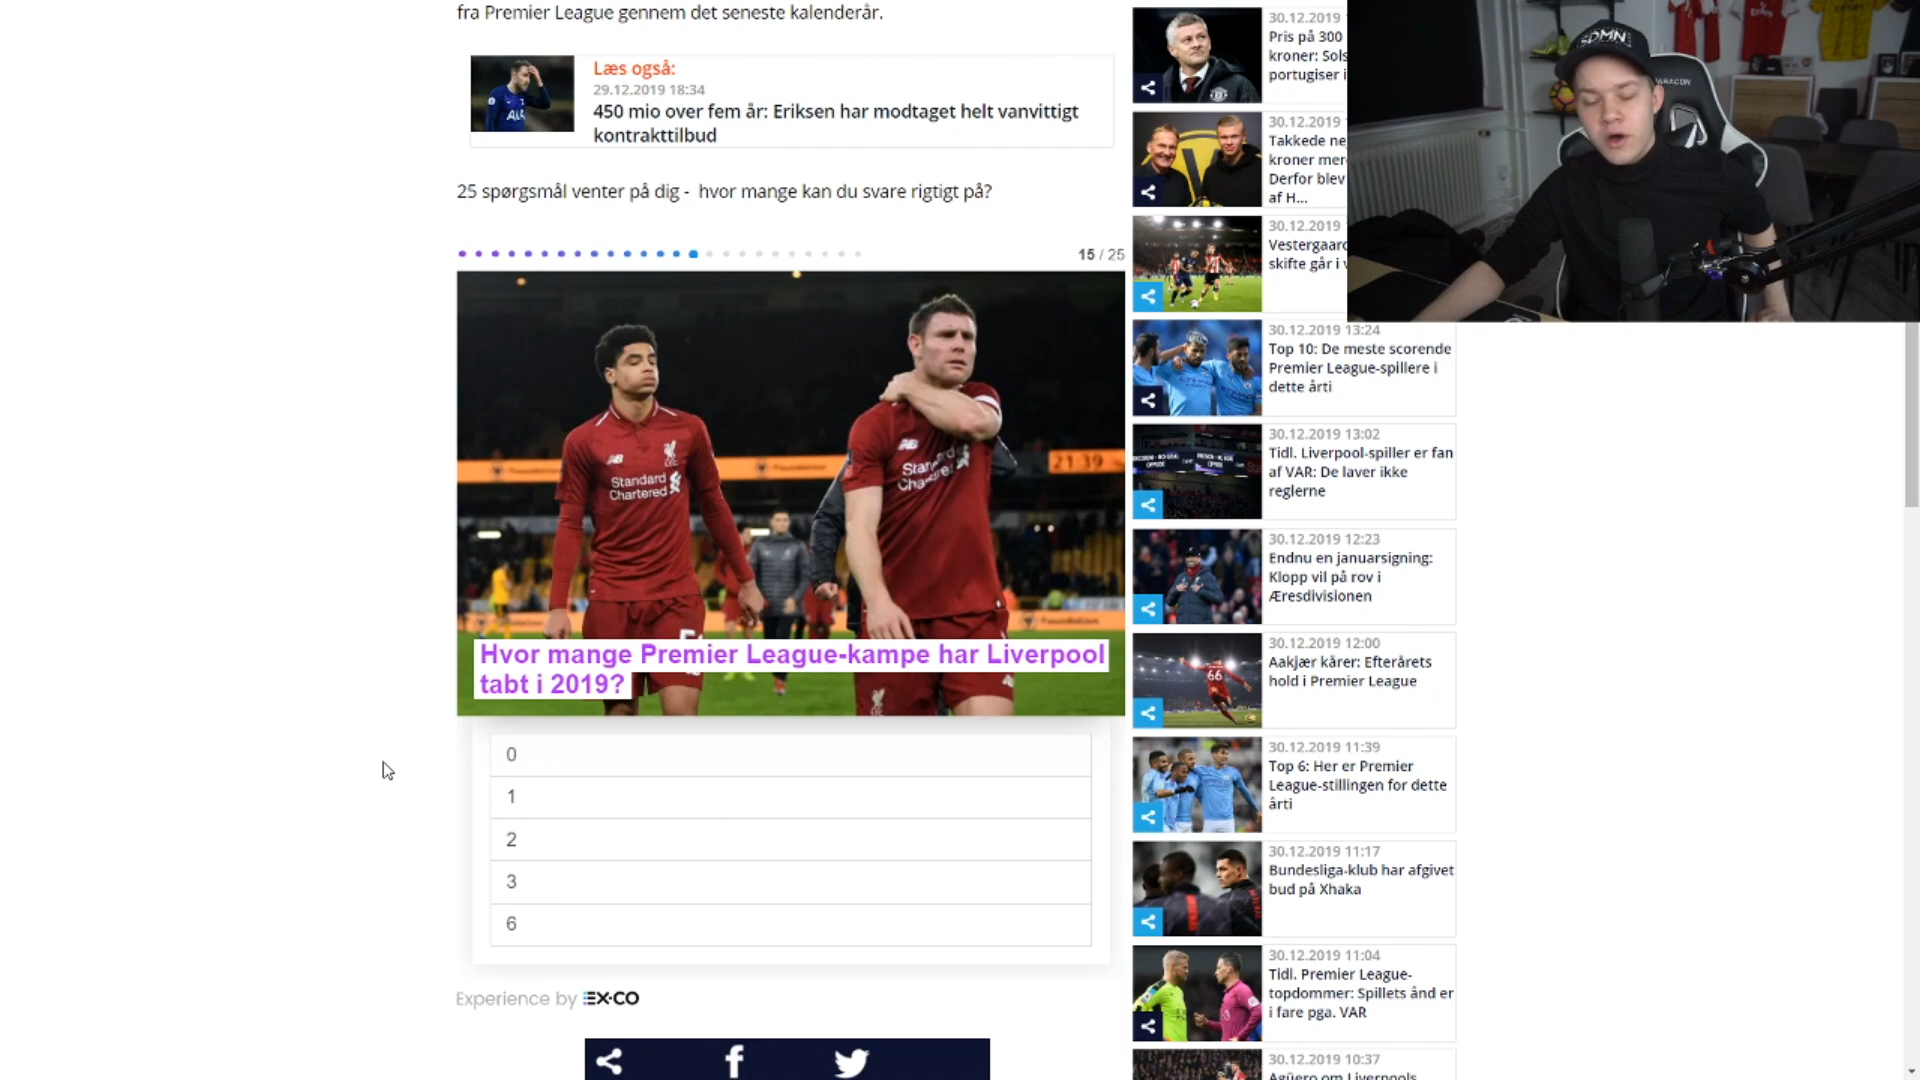 fra Premier League gennem det seneste kalenderår.
Læs også:
29.12.2019 18:34
450 mio over fem år: Eriksen har modtaget helt vanvittigt
kontrakttilbud
25 spørgsmål venter på dig - hvor mange kan du svare rigtigt på?
15 / 25
Standard
Chartered
21:39
Hvor mange Premier League-kampe har Liverpool
tabt i 2019?
0
1
2
3
6
Experience by EX·CO
30.12.2019
Pris på 300
kroner: Sols
portugiser i
30.12.2019
Takkede ne
kroner mer
Derfor blev
af H...
30.12.2019
Vestergaard
skifte går i v
30.12.2019 13:24
Top 10: De meste scorende
Premier League-spillere i
dette årti
30.12.2019 13:02
Tidl. Liverpool-spiller er fan
af VAR: De laver ikke
reglerne
30.12.2019 12:23
Endnu en januarsigning:
Klopp vil på rov i
Æresdivisionen
30.12.2019 12:00
Aakjær kårer: Efterårets
hold i Premier League
66
30.12.2019 11:39
Top 6: Her er Premier
League-stillingen for dette
årti
30.12.2019 11:17
Bundesliga-klub har afgivet
bud på Xhaka
30.12.2019 11:04
Tidl. Premier League-
topdommer: Spillets ånd er
i fare pga. VAR
30.12.2019 10:37
Agüero om Liverpools
SDMN